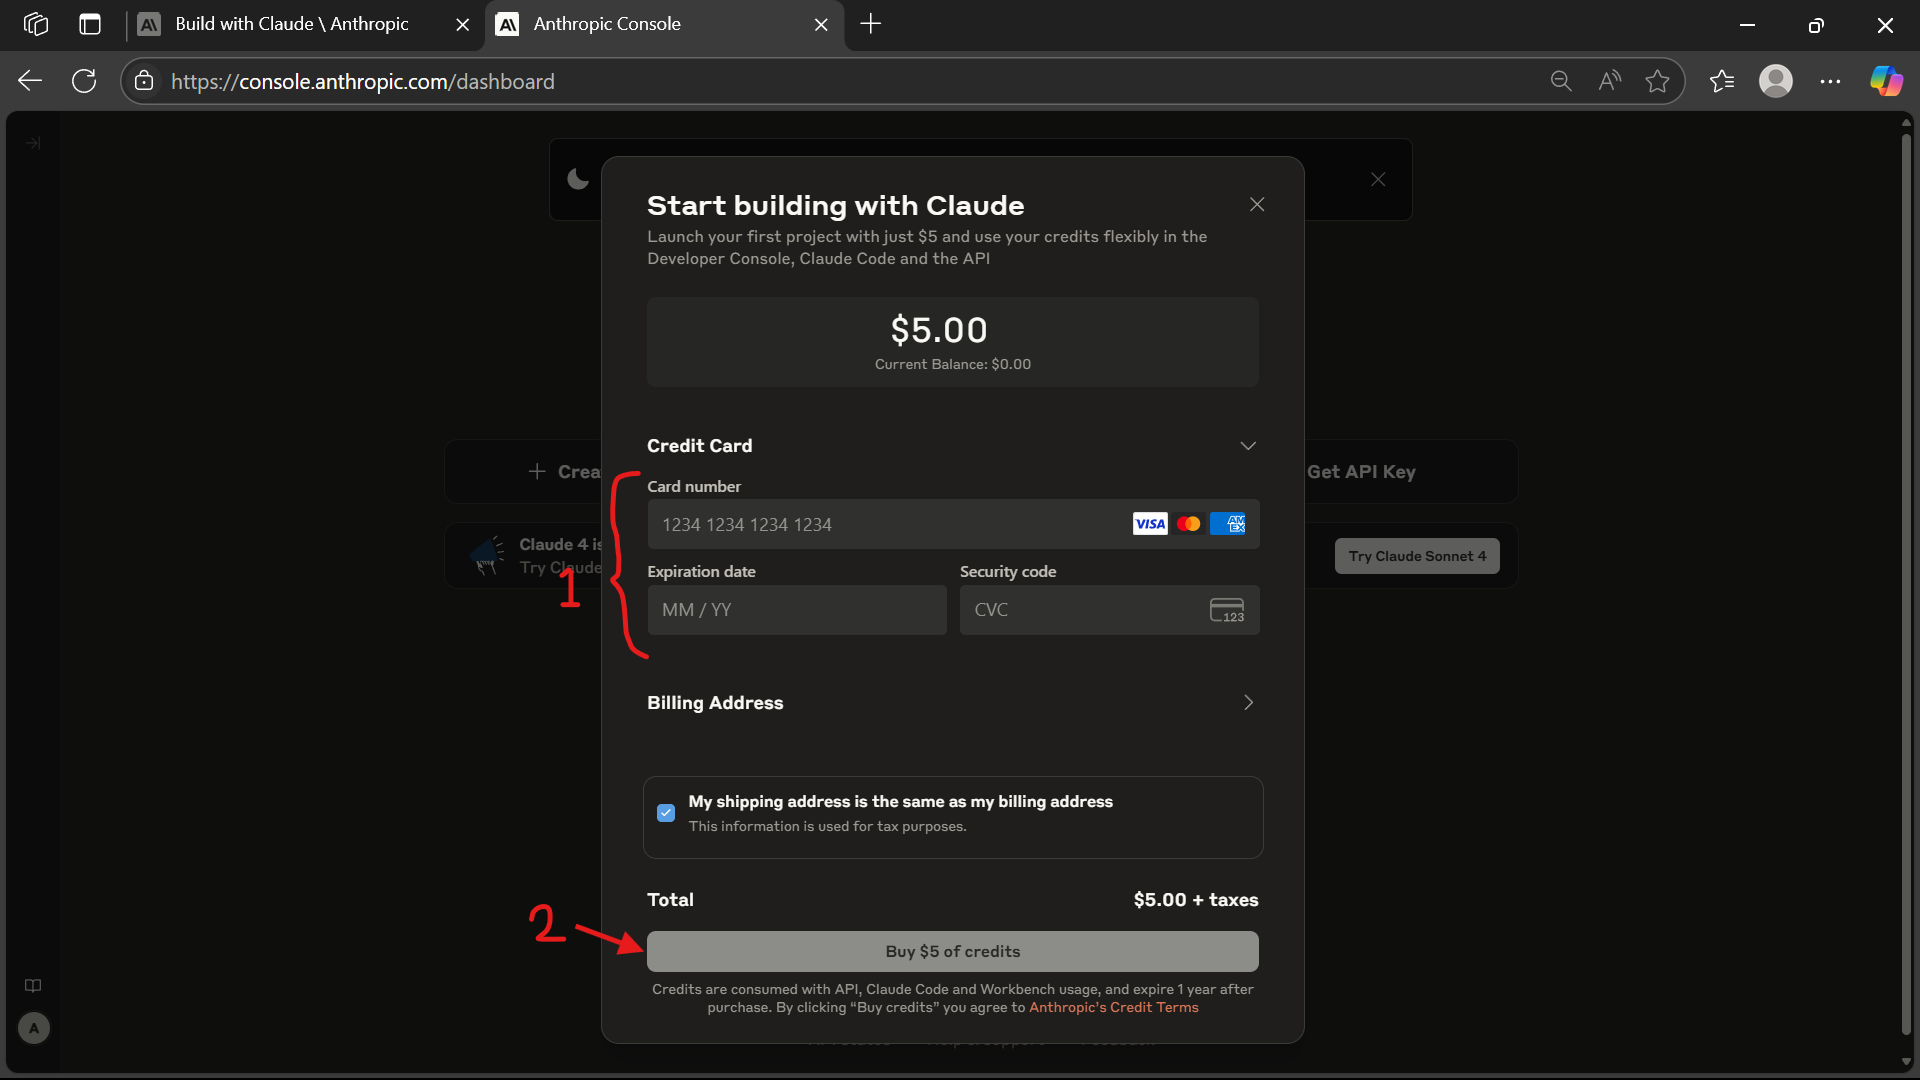 Build with Claude \ Anthropic
Anthropic Console
https://console.anthropic.com/dashboard
Start building with Claude
Launch your first project with just $5 and use your credits flexibly in the
Developer Console, Claude Code and the API
$5.00
Current Balance: $0.00
Credit Card
Get API Key
Card number
1234 1234 1234 1234
VISA
AMEX
Claude 4
Try Claude
Try Claude Sonnet 4
1
Expiration date
Security code
MM / YY
CVC
123
Billing Address
My shipping address is the same as my billing address
This information is used for tax purposes.
Total
$5.00 + taxes
2
Buy $5 of credits
Credits are consumed with API, Claude Code and Workbench usage, and expire 1 year after
purchase. By clicking “Buy credits” you agree to Anthropic’s Credit Terms
A